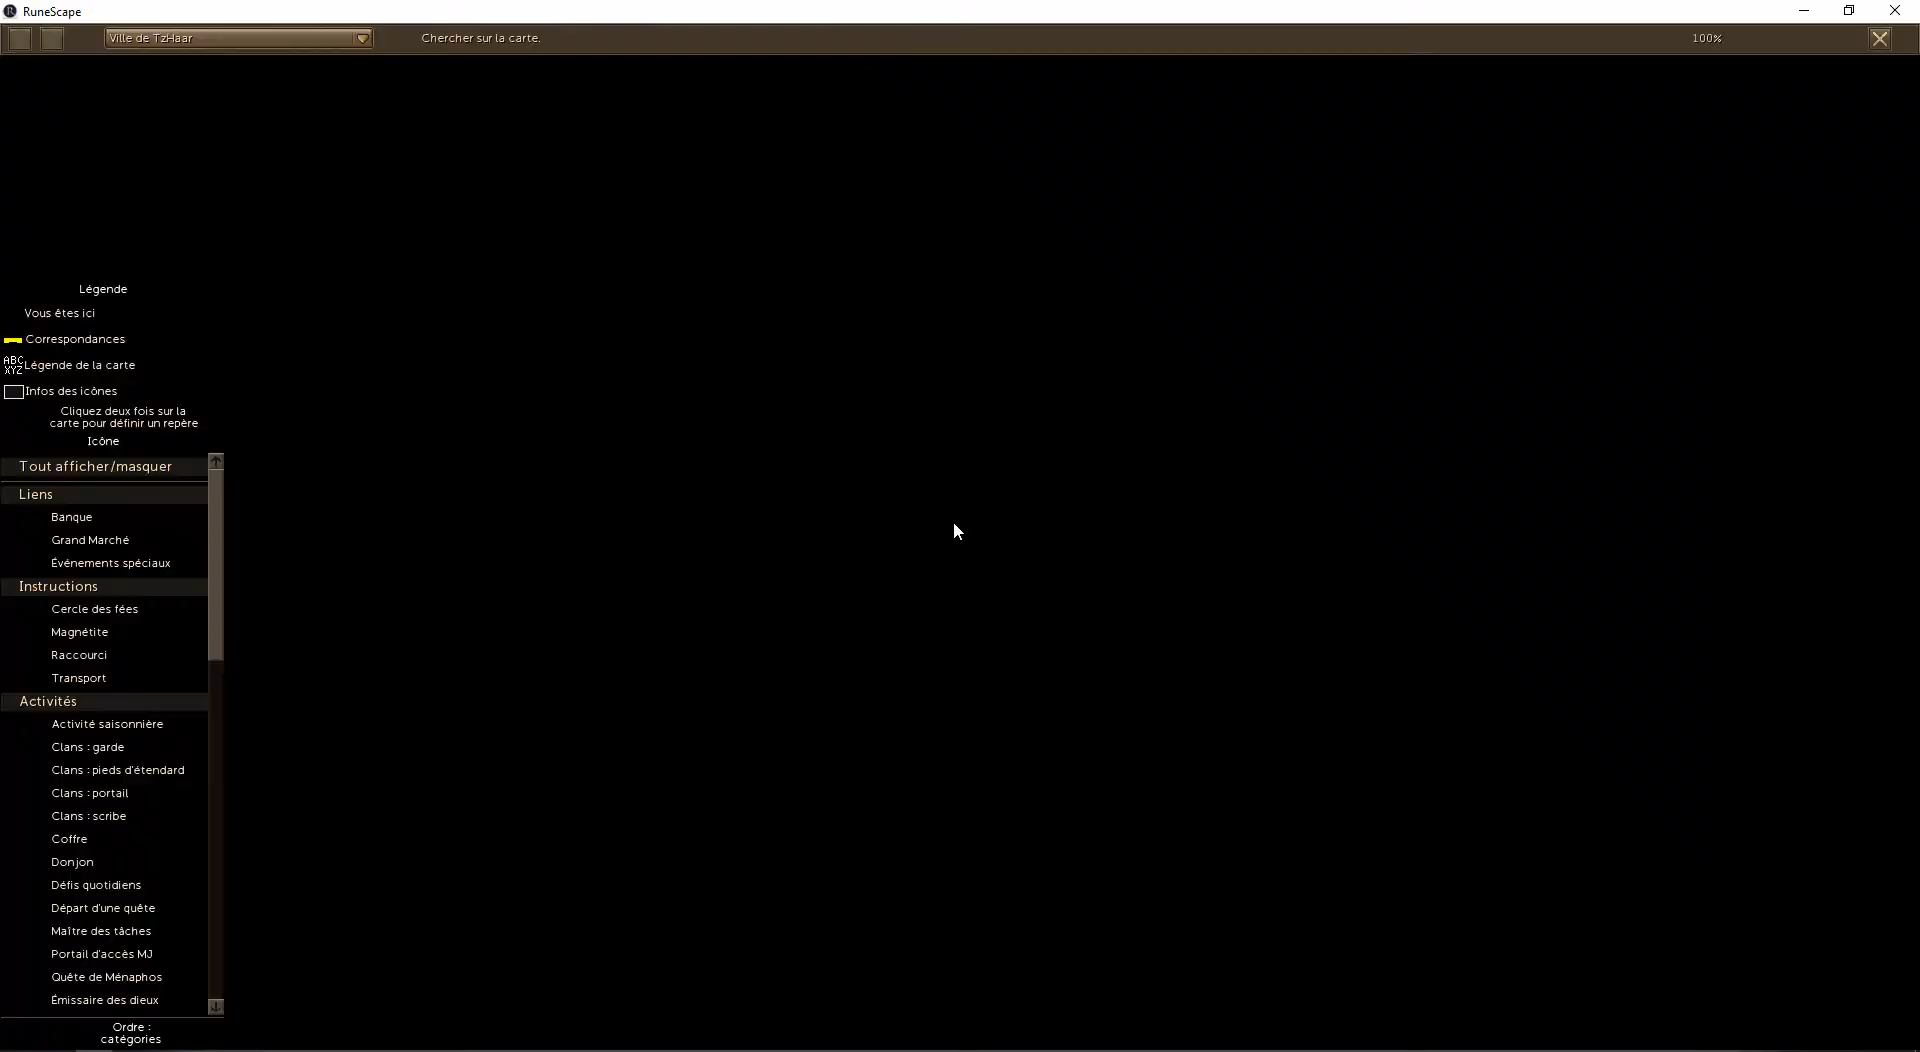 RuneScape
Ville de TzHaar
Chercher sur la carte.
100%
Légende
Vous êtes ici
Correspondances
ABC
XYZ
Légende de la carte
Infos des icônes
Cliquez deux fois sur la
carte pour définir un repère
Icône
Tout afficher/masquer
Liens
Banque
Grand Marché
Événements spéciaux
Instructions
Cercle des fées
Magnétite
Raccourci
Transport
Activités
Activité saisonnière
Clans : garde
Clans : pieds d'étendard
Clans : portail
Clans : scribe
Coffre
Donjon
Défis quotidiens
Départ d'une quête
Maître des tâches
Portail d'accès MJ
Quête de Ménaphos
Émissaire des dieux
Ordre :
catégories